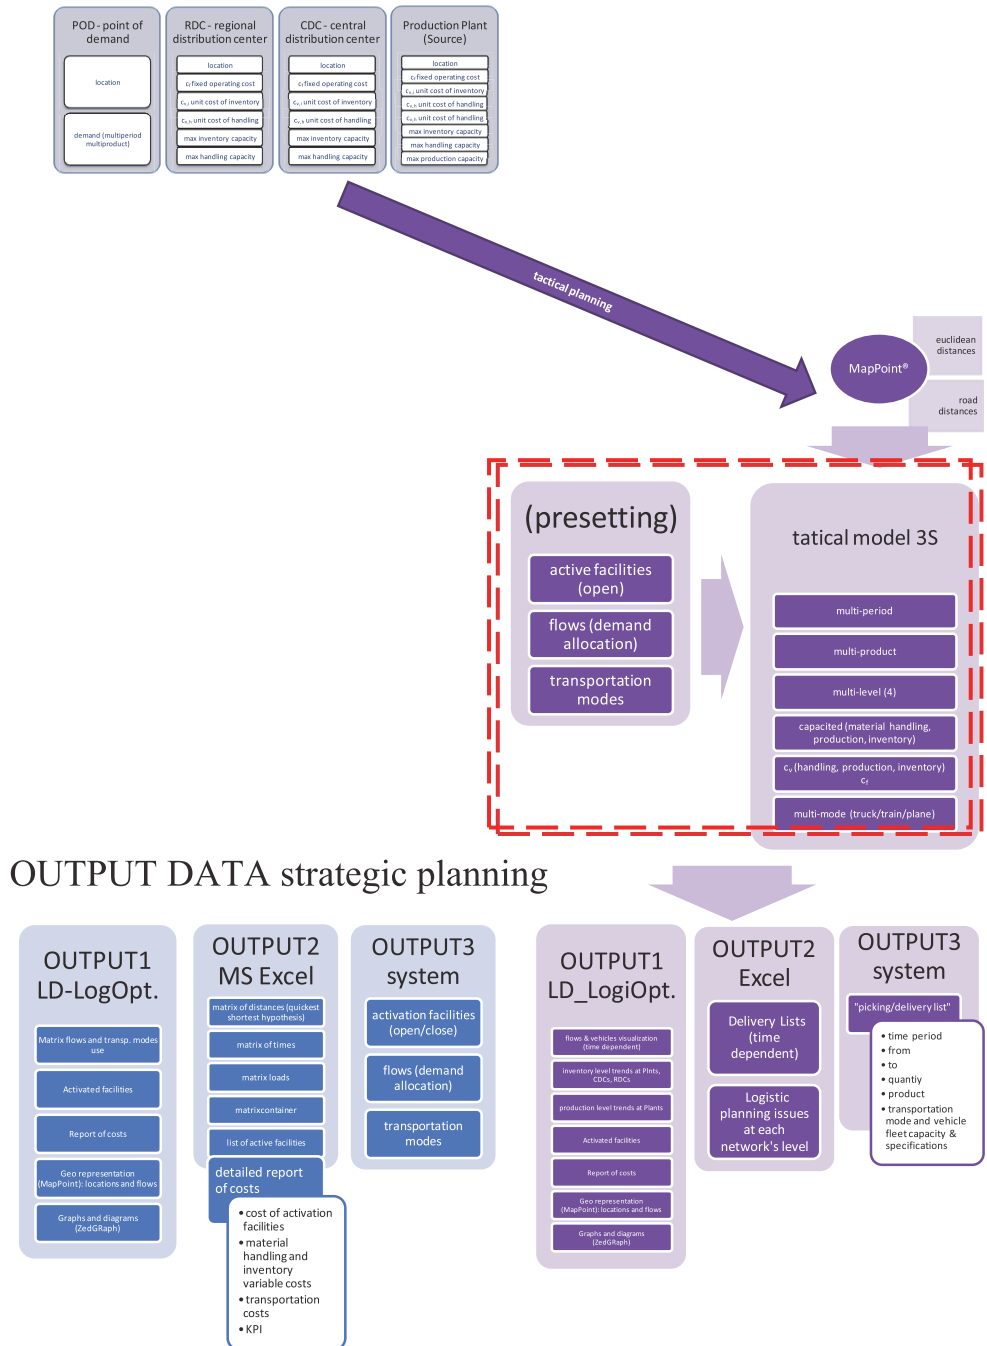 POD - point of
demand
location
demand (multiperiod
multiproduct)
RDC - regional
distribution center
location
cf fixed operating cost
cv,i unit cost of inventory
cv,h unit cost of handling
max inventory capacity
max handling capacity
CDC - central
distribution center
location
cf fixed operating cost
cv,i unit cost of inventory
cv,h unit cost of handling
max inventory capacity
max handling capacity
Production Plant
(Source)
location
cf fixed operating cost
cv,i unit cost of inventory
cv,h unit cost of handling
cv,h unit cost of handling
max inventory capacity
max handling capacity
max production capacity
tactical planning
MapPoint®
euclidean
distances
road
distances
(presetting)
active facilities
(open)
flows (demand
allocation)
transportation
modes
tatical model 3S
multi-period
multi-product
multi-level (4)
capacited (material handling,
production, inventory)
cv (handling, production, inventory)
cf
multi-mode (truck/train/plane)
OUTPUT DATA strategic planning
OUTPUT1
LD-LogOpt.
Matrix flows and transp. modes
use
Activated facilities
Report of costs
Geo representation
(MapPoint): locations and flows
Graphs and diagrams
(ZedGRaph)
OUTPUT2
MS Excel
matrix of distances (quickest
shortest hypothesis)
matrix of times
matrix loads
matrixcontainer
list of active facilities
detailed report
of costs
• cost of activation
facilities
• material
handling and
inventory
variable costs
• transportation
costs
• KPI
OUTPUT3
system
activation facilities
(open/close)
flows (demand
allocation)
transportation
modes
OUTPUT1
LD_LogiOpt.
flows & vehicles visualization
(time dependent)
inventory level trends at Plnts,
CDCs, RDCs
production level trends at Plants
Activated facilities
Report of costs
Geo representation
(MapPoint): locations and flows
Graphs and diagrams
(ZedGRaph)
OUTPUT2
Excel
Delivery Lists
(time
dependent)
Logistic
planning issues
at each
network's level
OUTPUT3
system
"picking/delivery list"
• time period
• from
• to
• quantiy
• product
• transportation
mode and vehicle
fleet capacity &
specifications